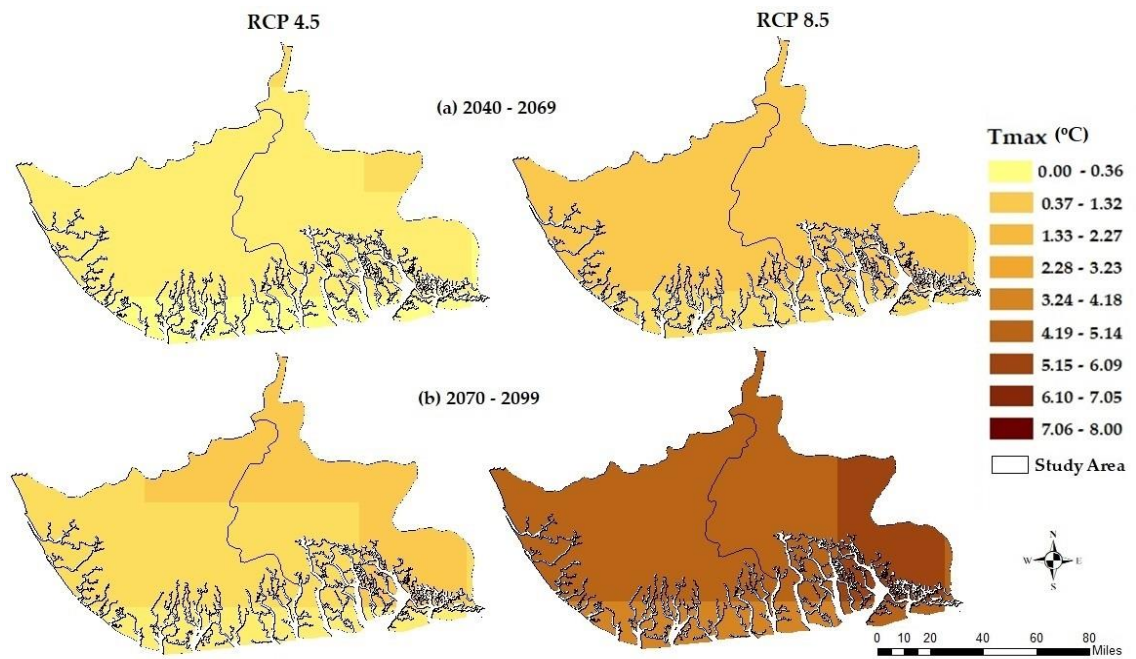 RCP 4.5
RCP 8.5
(a) 2040 - 2069
Tmax (ºC)
0.00 - 0.36
0.37 - 1.32
1.33 - 2.27
2.28 - 3.23
3.24 - 4.18
4.19 - 5.14
5.15 - 6.09
6.10 - 7.05
7.06 - 8.00
Study Area
(b) 2070 - 2099
N
W E
S
0 10 20 40 60 80
Miles